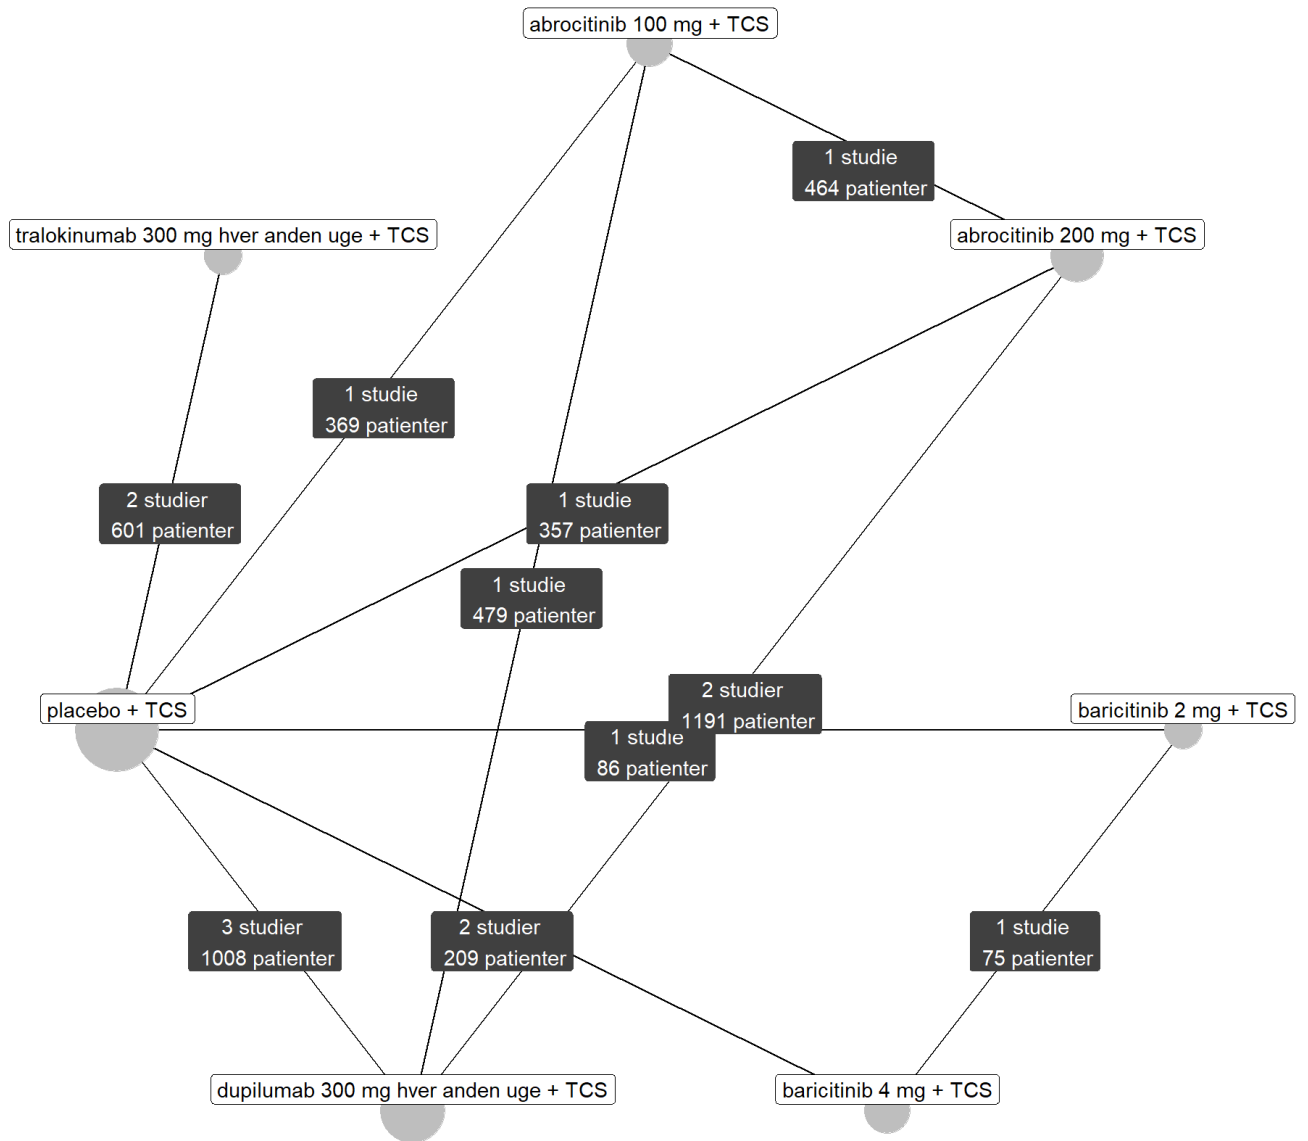 abrocitinib 100 mg + TCS
1 studie
464 patienter
tralokinumab 300 mg hver anden uge + TCS
abrocitinib 200 mg + TCS
1 studie
369 patienter
2 studier
601 patienter
1 studie
357 patienter
1 studie
479 patienter
placebo + TCS
2 studier
1191 patienter
baricitinib 2 mg + TCS
1 studie
86 patienter
3 studier
1008 patienter
2 studier
209 patienter
1 studie
75 patienter
dupilumab 300 mg hver anden uge + TCS
baricitinib 4 mg + TCS